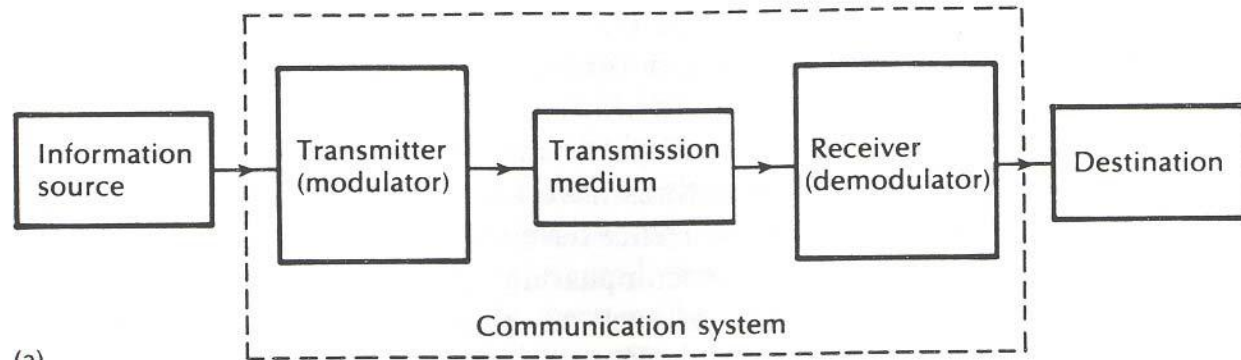 Information
source
Transmitter
(modulator)
Transmission
medium
Receiver
(demodulator)
Destination
Communication system
(a)